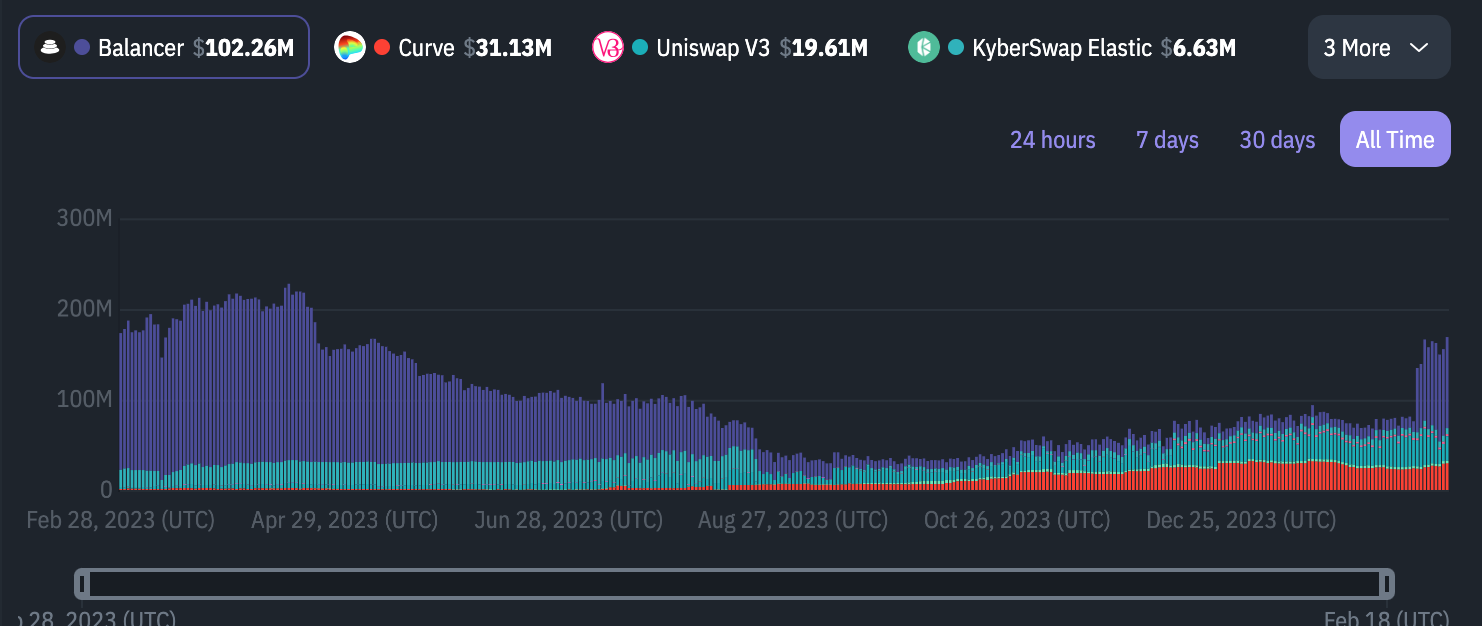 Balancer $102.26M Curve $31.13M Uniswap V3 $19.61M KyberSwap Elastic $6.63M 3 More
24 hours 7 days 30 days All Time
300M
200M
100M
0
Feb 28, 2023 (UTC) Apr 29, 2023 (UTC) Jun 28, 2023 (UTC) Aug 27, 2023 (UTC) Oct 26, 2023 (UTC) Dec 25, 2023 (UTC)
28, 2023 (UTC) Feb 18 (UTC)